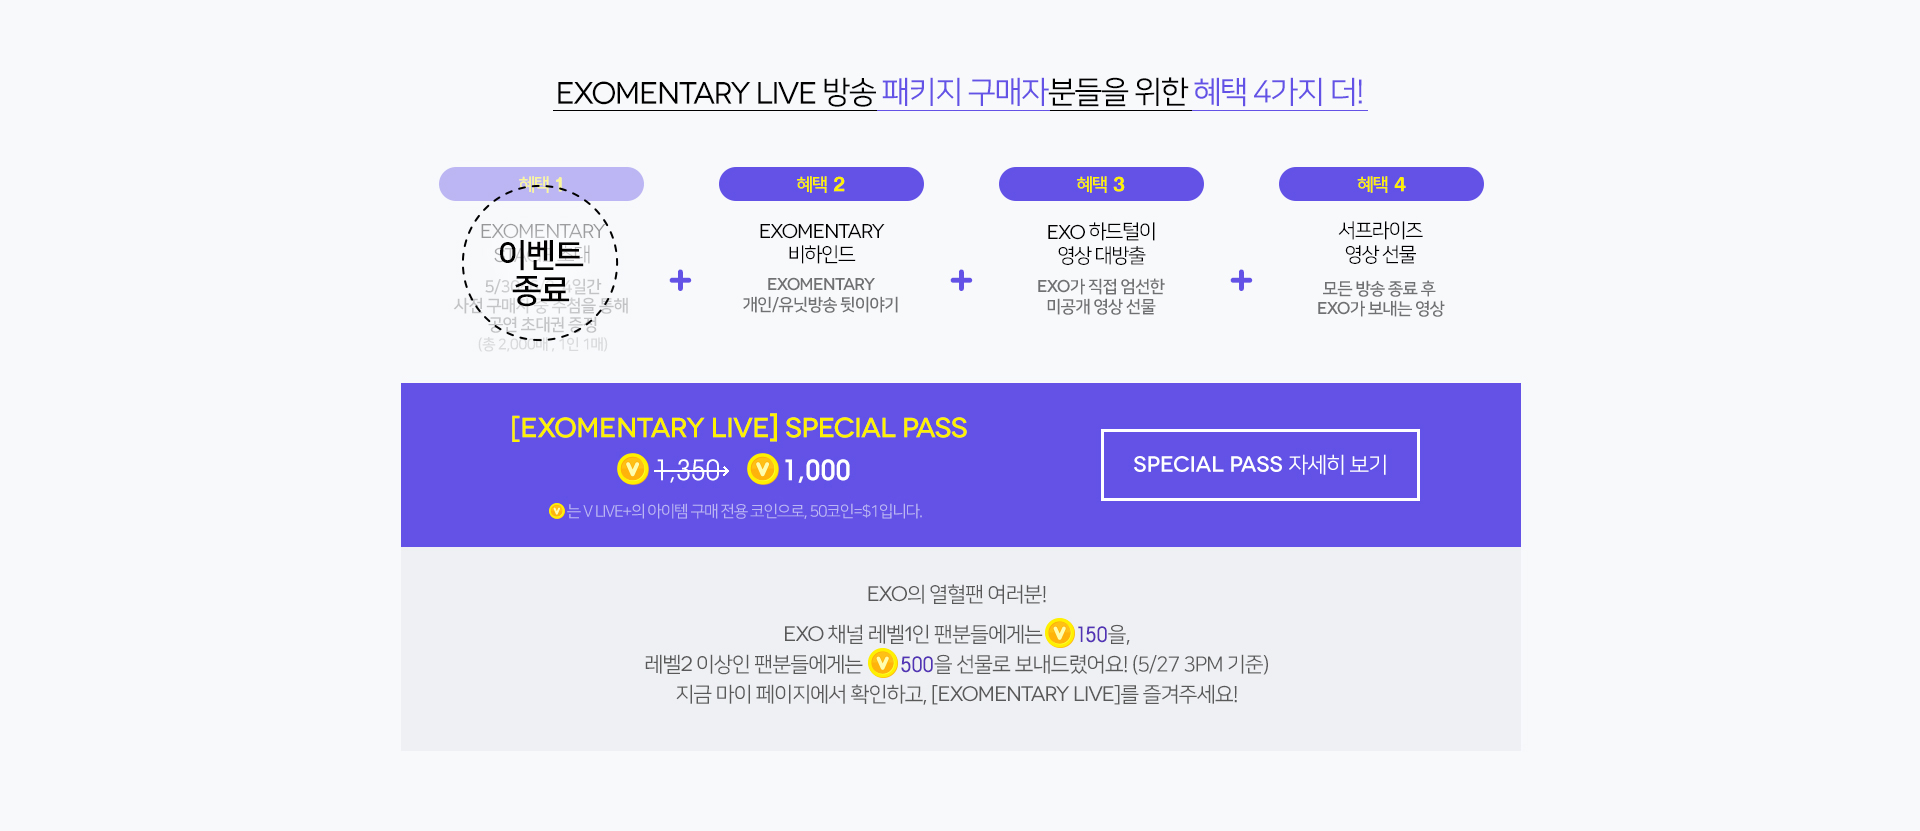 EXOMENTARY LIVE 방송 패키지 구매자분들을 위한 혜택 4가지 더!
혜택 1
EXOMENTARY
이벤트
종료
5/30
4일간
사전 구매자 중 추첨을 통해
공연 초대권 증정
(총 2,000매, 1인 1매)
혜택 2
EXOMENTARY
비하인드
EXOMENTARY
개인/유닛방송 뒷이야기
혜택 3
EXO 하드털이
영상 대방출
EXO가 직접 엄선한
미공개 영상 선물
혜택 4
서프라이즈
영상 선물
모든 방송 종료 후
EXO가 보내는 영상
[EXOMENTARY LIVE] SPECIAL PASS
V 1,350 V 1,000
V는 V LIVE+의 아이템 구매 전용 코인으로, 50코인=$1입니다.
SPECIAL PASS 자세히 보기
EXO의 열혈팬 여러분!
EXO 채널 레벨1인 팬분들에게는 V 150을,
레벨2 이상인 팬분들에게는 V 500을 선물로 보내드렸어요! (5/27 3PM 기준)
지금 마이 페이지에서 확인하고, [EXOMENTARY LIVE]를 즐겨주세요!